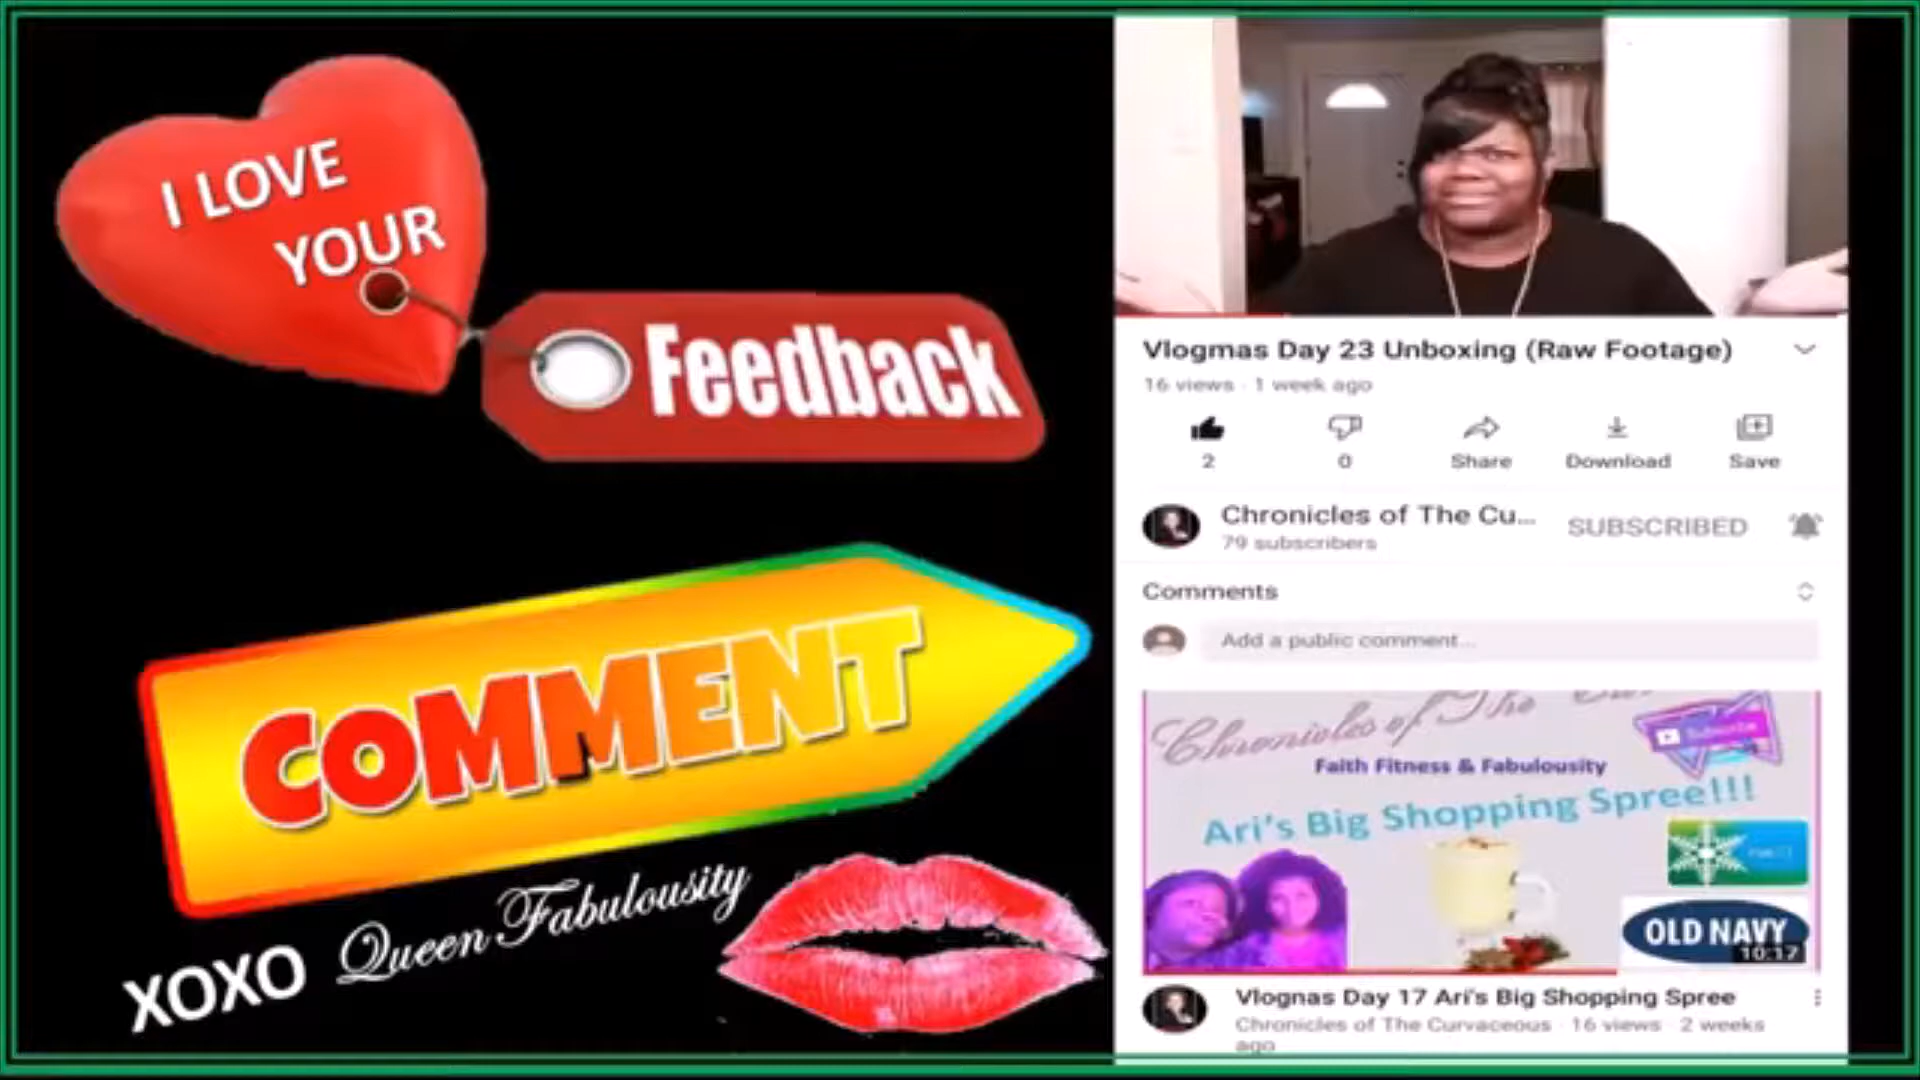 I LOVE
YOUR
Feedback
COMMENT
XOXO Queen Fabulousity
Vlogmas Day 23 Unboxing (Raw Footage)
16 views · 1 week ago
2
0
Share
Download
Save
Chronicles of The Cu...
79 subscribers
SUBSCRIBED
Comments
Add a public comment...
Chronicles of The
Subscribe
Faith Fitness & Fabulousity
Ari's Big Shopping Spree!!!
OLD NAVY
10:17
Vlognas Day 17 Ari's Big Shopping Spree
Chronicles of The Curvaceous · 16 views · 2 weeks
ago